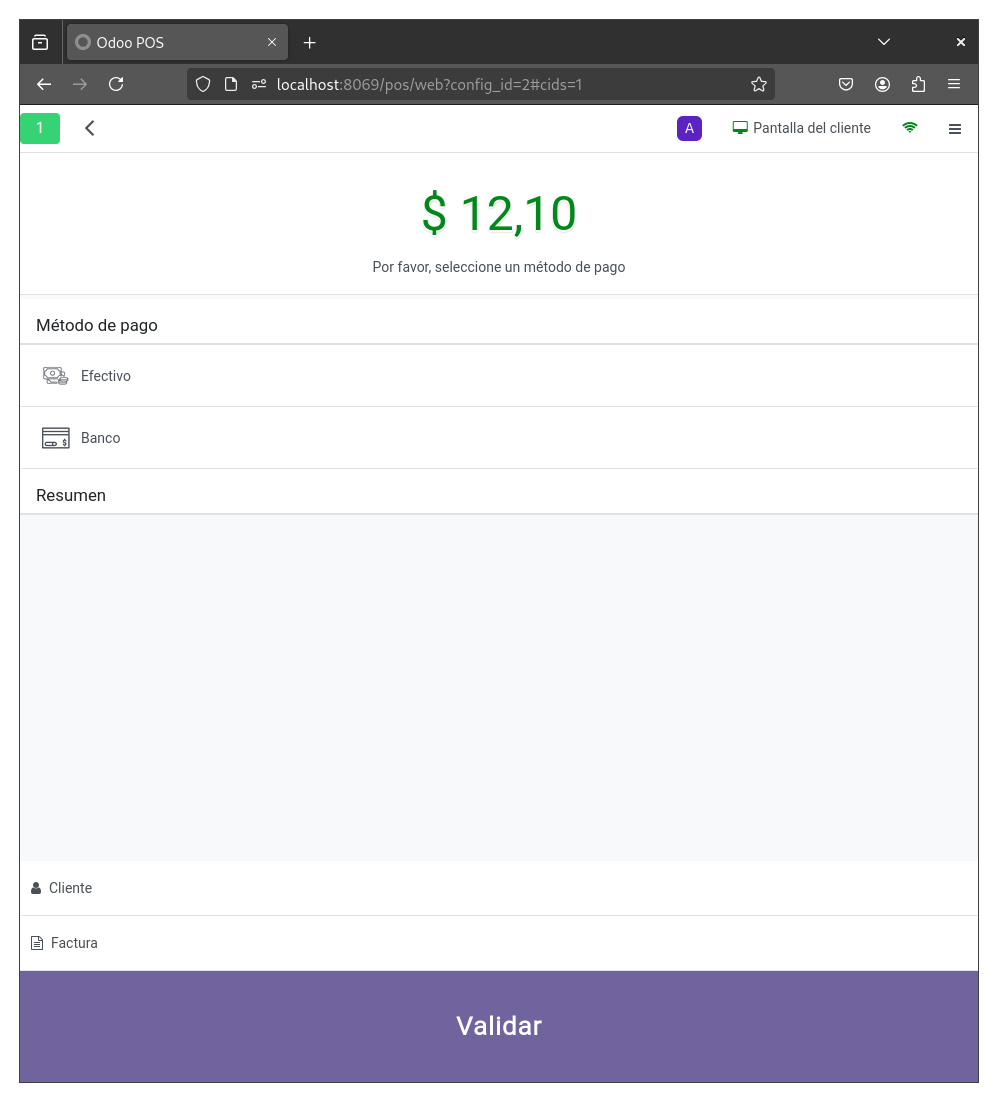 Odoo POS
localhost:8069/pos/web?config_id=2#cids=1
1
A
Pantalla del cliente
$ 12,10
Por favor, seleccione un método de pago
Método de pago
Efectivo
Banco
Resumen
Cliente
Factura
Validar